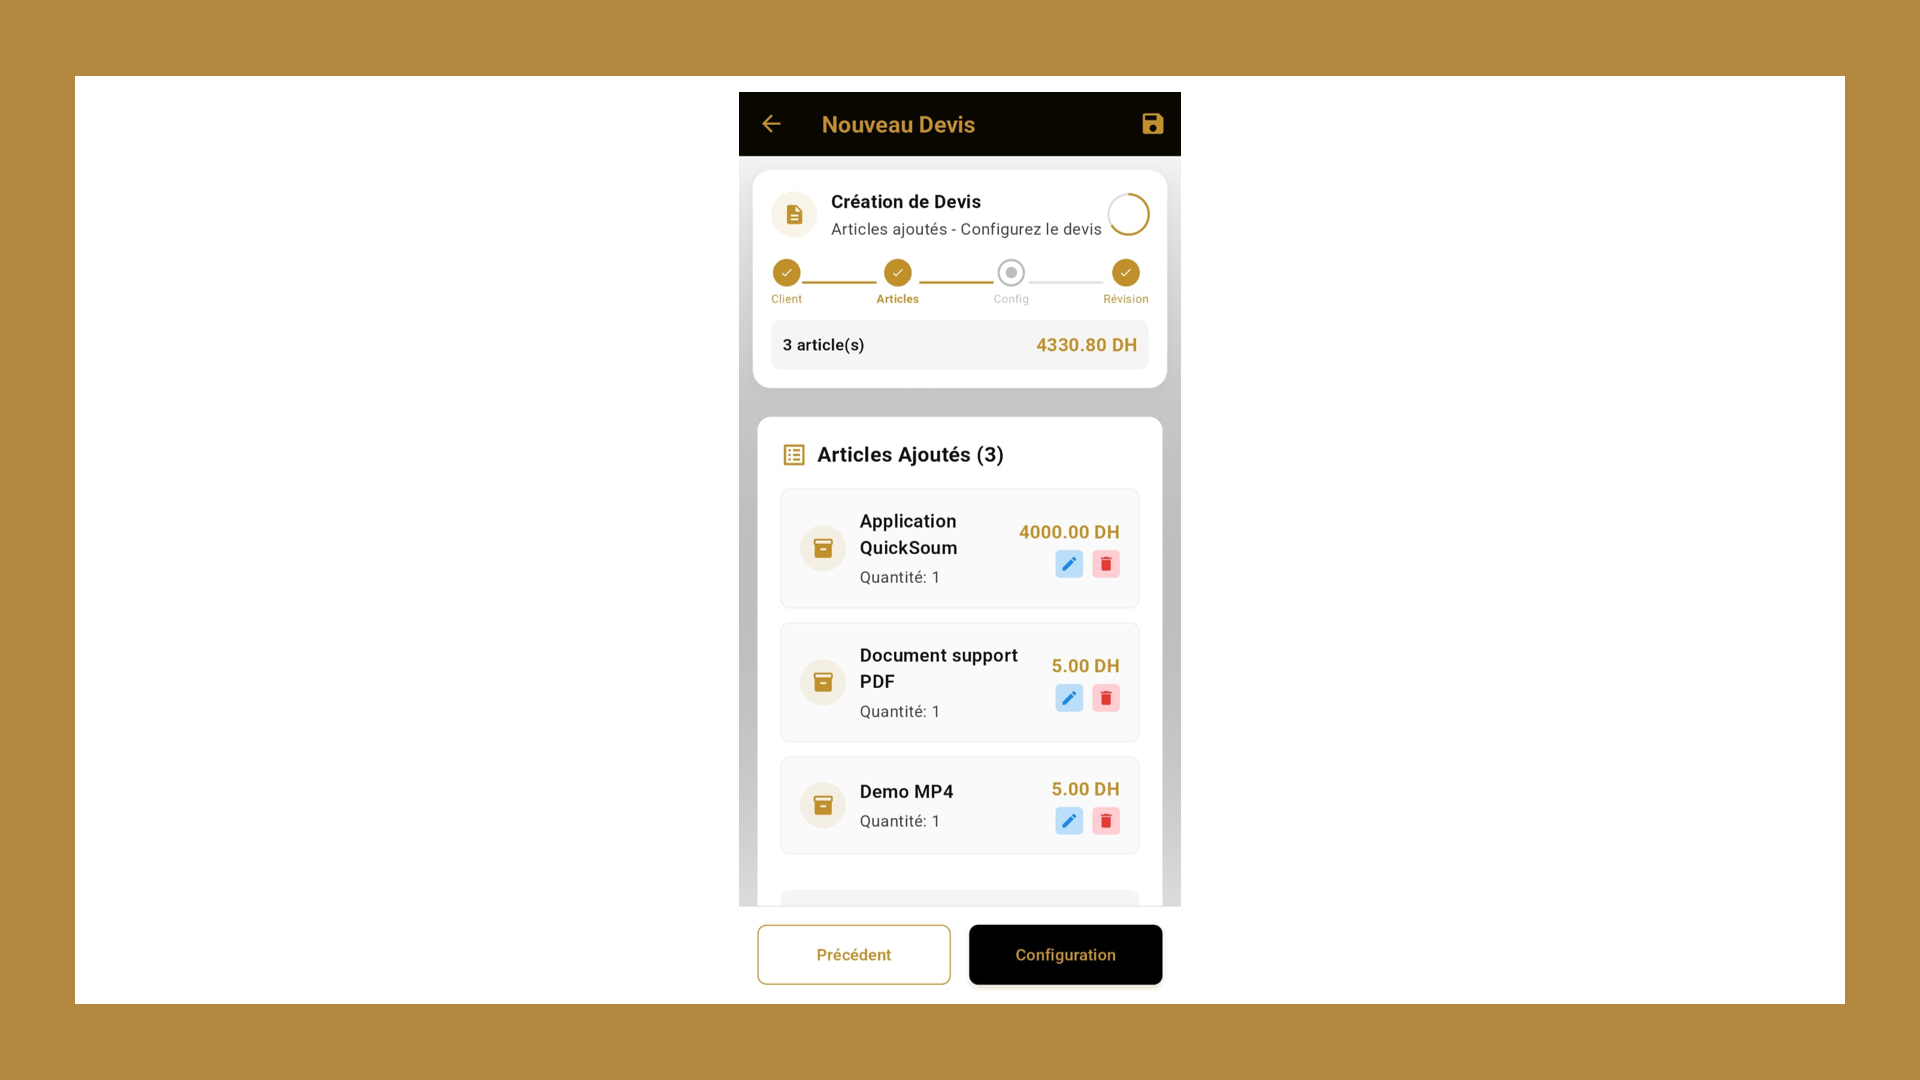 Nouveau Devis
Création de Devis
Articles ajoutés - Configurez le devis
Client
Articles
Config
Révision
3 article(s)
4330.80 DH
Articles Ajoutés (3)
Application
QuickSoum
4000.00 DH
Quantité: 1
Document support
PDF
5.00 DH
Quantité: 1
Demo MP4
5.00 DH
Quantité: 1
Précédent
Configuration